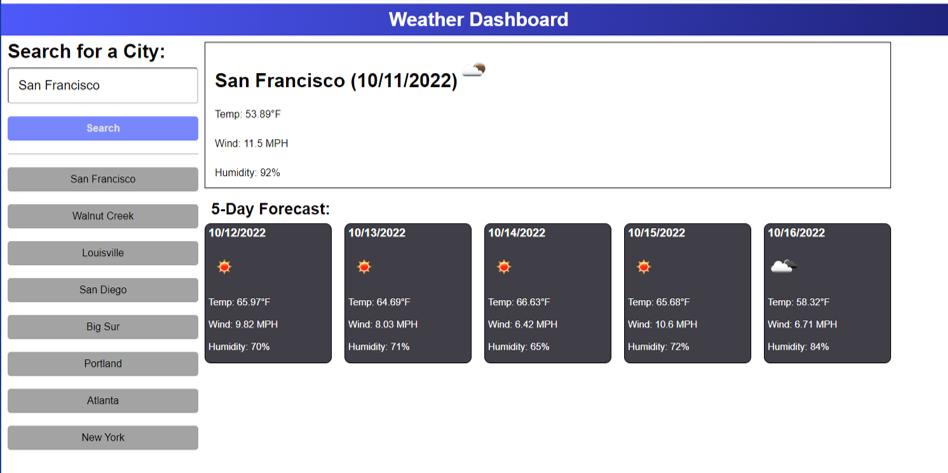 Weather Dashboard
Search for a City:
San Francisco
Search
San Francisco
Walnut Creek
Louisville
San Diego
Big Sur
Portland
Atlanta
New York
San Francisco (10/11/2022)
Temp: 53.89°F
Wind: 11.5 MPH
Humidity: 92%
5-Day Forecast:
10/12/2022
Temp: 65.97°F
Wind: 9.82 MPH
Humidity: 70%
10/13/2022
Temp: 64.69°F
Wind: 8.03 MPH
Humidity: 71%
10/14/2022
Temp: 66.63°F
Wind: 6.42 MPH
Humidity: 65%
10/15/2022
Temp: 65.68°F
Wind: 10.6 MPH
Humidity: 72%
10/16/2022
Temp: 58.32°F
Wind: 6.71 MPH
Humidity: 84%